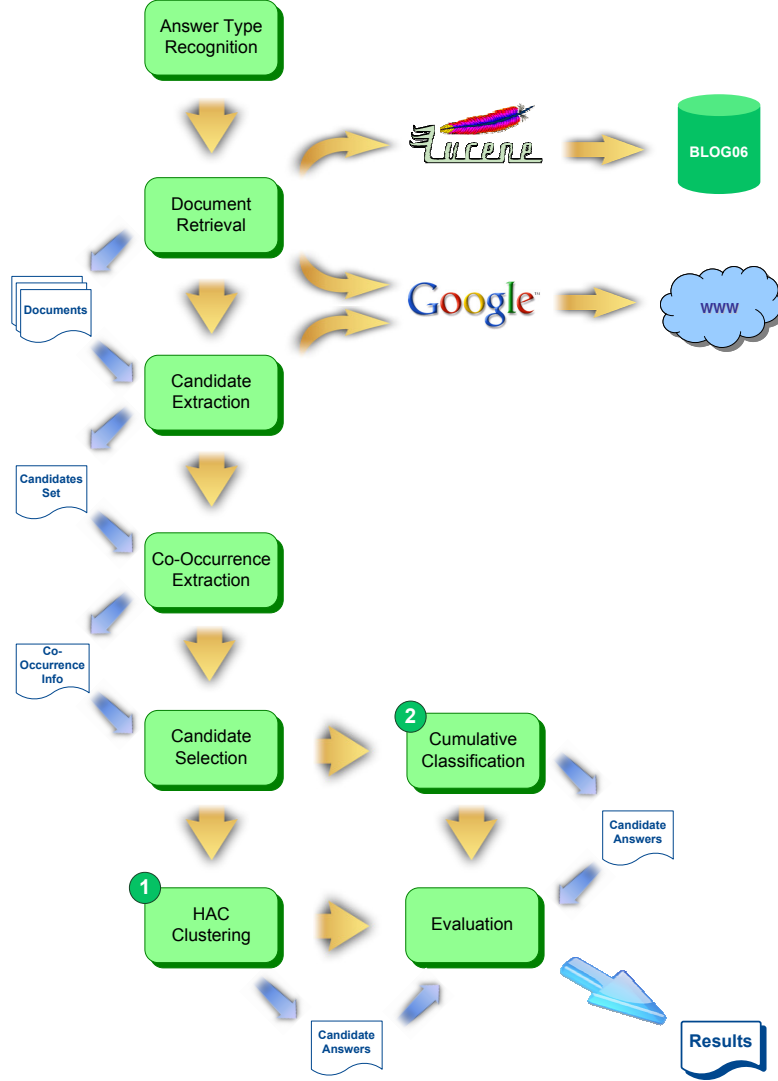 Answer Type
Recognition
Lucene
BLOG06
Document
Retrieval
Documents
Google™
WWW
Candidate
Extraction
Candidates
Set
Co-Occurrence
Extraction
Co-
Occurrence
Info
Candidate
Selection
2
Cumulative
Classification
Candidate
Answers
1
HAC
Clustering
Evaluation
Candidate
Answers
Results